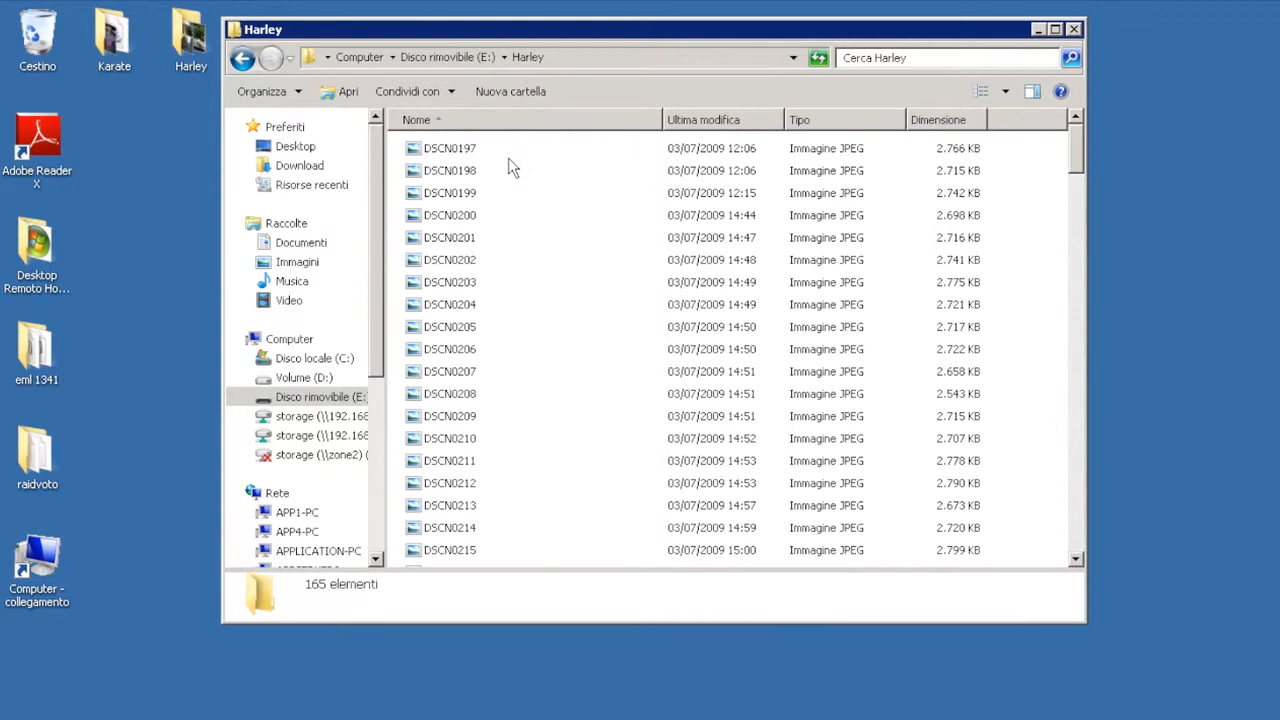 Cestino
Karate
Harley
Adobe Reader
X
Desktop
Remoto Ho...
eml 1341
raidvoto
Computer -
collegamento
Harley
Computer Disco rimovibile (E:) Harley
Cerca Harley
Organizza Apri Condividi con Nuova cartella
Preferiti
Desktop
Download
Risorse recenti
Raccolte
Documenti
Immagini
Musica
Video
Computer
Disco locale (C:)
Volume (D:)
Disco rimovibile (E:
storage (\\192.168
storage (\\192.168
storage (\\zone2) (
Rete
APP1-PC
APP4-PC
APPLICATION-PC
Nome Ultima modifica Tipo Dimensione
DSCN0197 03/07/2009 12:06 Immagine JPEG 2.766 KB
DSCN0198 03/07/2009 12:06 Immagine JPEG 2.715 KB
DSCN0199 03/07/2009 12:15 Immagine JPEG 2.742 KB
DSCN0200 03/07/2009 14:44 Immagine JPEG 2.698 KB
DSCN0201 03/07/2009 14:47 Immagine JPEG 2.716 KB
DSCN0202 03/07/2009 14:48 Immagine JPEG 2.741 KB
DSCN0203 03/07/2009 14:49 Immagine JPEG 2.775 KB
DSCN0204 03/07/2009 14:49 Immagine JPEG 2.721 KB
DSCN0205 03/07/2009 14:50 Immagine JPEG 2.717 KB
DSCN0206 03/07/2009 14:50 Immagine JPEG 2.722 KB
DSCN0207 03/07/2009 14:51 Immagine JPEG 2.658 KB
DSCN0208 03/07/2009 14:51 Immagine JPEG 2.543 KB
DSCN0209 03/07/2009 14:51 Immagine JPEG 2.715 KB
DSCN0210 03/07/2009 14:52 Immagine JPEG 2.707 KB
DSCN0211 03/07/2009 14:53 Immagine JPEG 2.778 KB
DSCN0212 03/07/2009 14:53 Immagine JPEG 2.790 KB
DSCN0213 03/07/2009 14:57 Immagine JPEG 2.673 KB
DSCN0214 03/07/2009 14:59 Immagine JPEG 2.720 KB
DSCN0215 03/07/2009 15:00 Immagine JPEG 2.799 KB
165 elementi